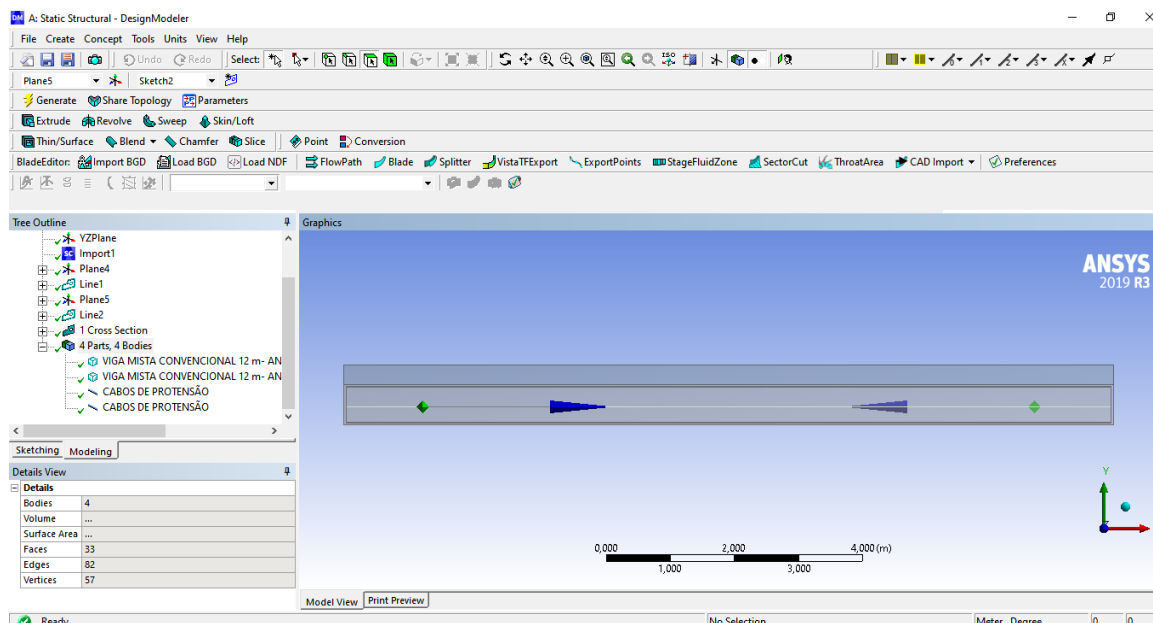 A: Static Structural - DesignModeler
File Create Concept Tools Units View Help
Undo Redo Select: ISO
Plane5 Sketch2
Generate Share Topology Parameters
Extrude Revolve Sweep Skin/Loft
Thin/Surface Blend Chamfer Slice Point Conversion
BladeEditor: Import BGD Load BGD Load NDF FlowPath Blade Splitter VistaTFExport ExportPoints StageFluidZone SectorCut ThroatArea CAD Import Preferences
Tree Outline
YZPlane
Import1
Plane4
Line1
Plane5
Line2
1 Cross Section
4 Parts, 4 Bodies
VIGA MISTA CONVENCIONAL 12 m- AN
VIGA MISTA CONVENCIONAL 12 m- AN
CABOS DE PROTENSÃO
CABOS DE PROTENSÃO
Sketching Modeling
Details View
Details
Bodies 4
Volume ...
Surface Area ...
Faces 33
Edges 82
Vertices 57
Graphics
ANSYS
2019 R3
Y
0,000 2,000 4,000 (m)
1,000 3,000
Model View Print Preview
Ready No Selection Meter Degree 0 0